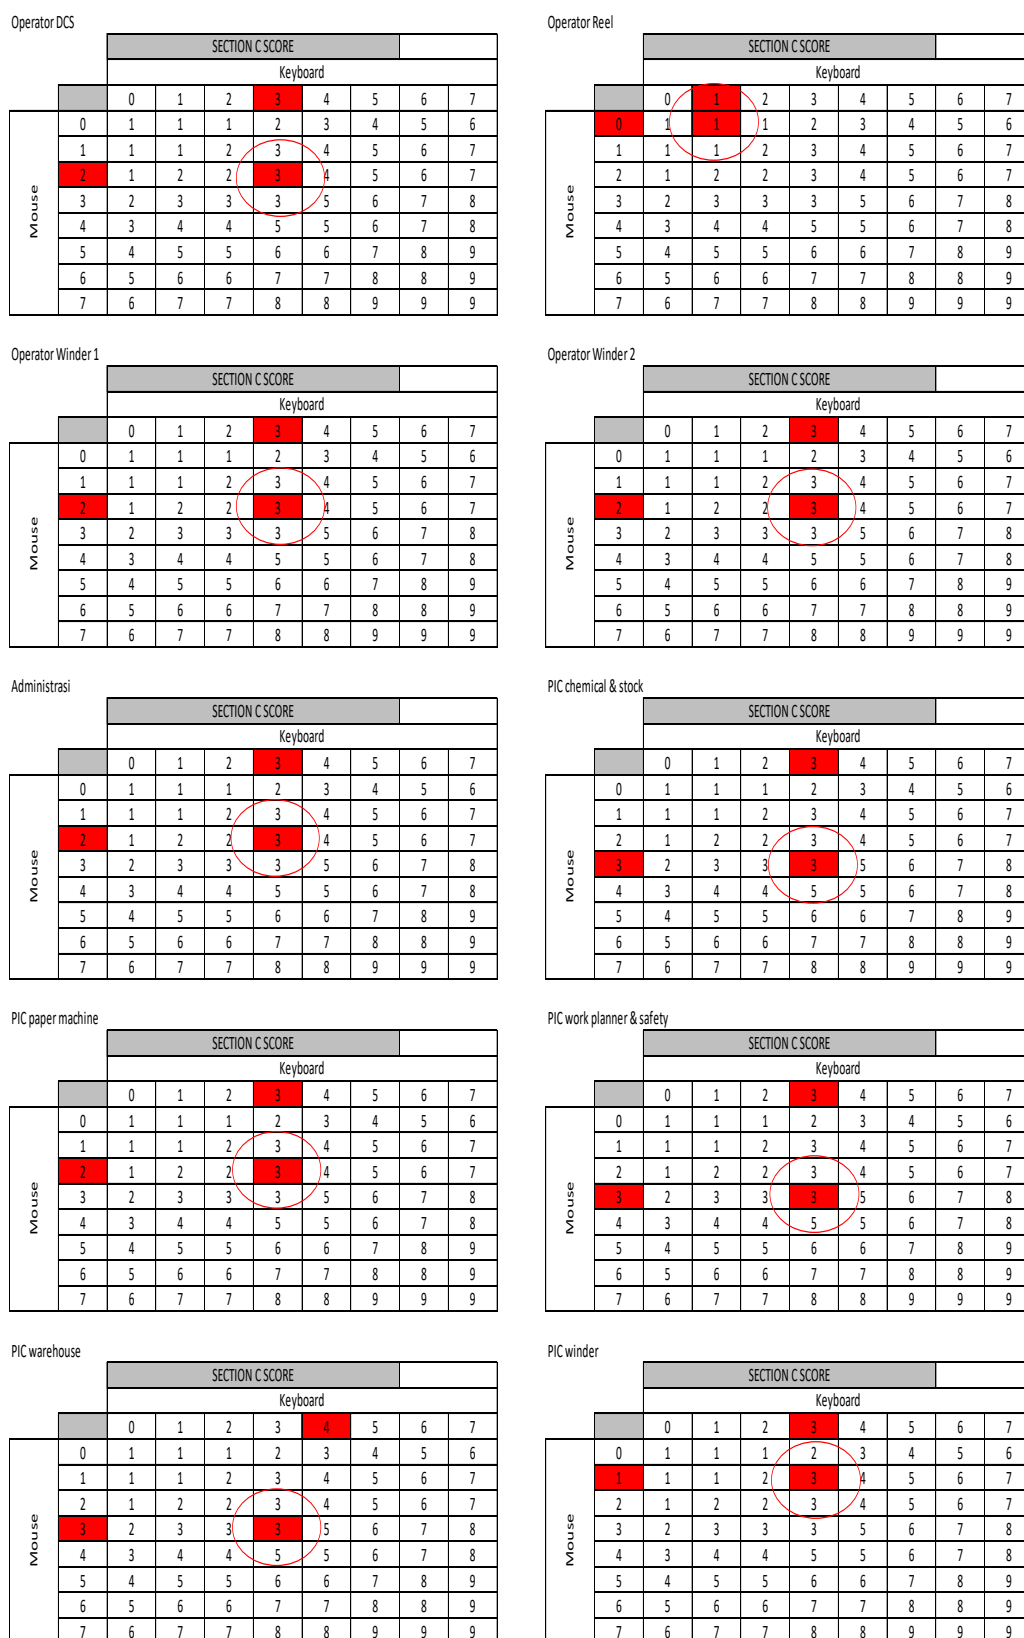 Operator DCS
SECTION C SCORE
Keyboard
0 1 2 3 4 5 6 7
Mouse
0 1 1 1 2 3 4 5 6
1 1 1 2 3 4 5 6 7
2 1 2 2 3 4 5 6 7
3 2 3 3 3 5 6 7 8
4 3 4 4 5 5 6 7 8
5 4 5 5 6 6 7 8 9
6 5 6 6 7 7 8 8 9
7 6 7 7 8 8 9 9 9
Operator Reel
SECTION C SCORE
Keyboard
0 1 2 3 4 5 6 7
Mouse
0 1 1 1 2 3 4 5 6
1 1 1 2 3 4 5 6 7
2 1 2 2 3 4 5 6 7
3 2 3 3 3 5 6 7 8
4 3 4 4 5 5 6 7 8
5 4 5 5 6 6 7 8 9
6 5 6 6 7 7 8 8 9
7 6 7 7 8 8 9 9 9
Operator Winder 1
SECTION C SCORE
Keyboard
0 1 2 3 4 5 6 7
Mouse
0 1 1 1 2 3 4 5 6
1 1 1 2 3 4 5 6 7
2 1 2 2 3 4 5 6 7
3 2 3 3 3 5 6 7 8
4 3 4 4 5 5 6 7 8
5 4 5 5 6 6 7 8 9
6 5 6 6 7 7 8 8 9
7 6 7 7 8 8 9 9 9
Operator Winder 2
SECTION C SCORE
Keyboard
0 1 2 3 4 5 6 7
Mouse
0 1 1 1 2 3 4 5 6
1 1 1 2 3 4 5 6 7
2 1 2 2 3 4 5 6 7
3 2 3 3 3 5 6 7 8
4 3 4 4 5 5 6 7 8
5 4 5 5 6 6 7 8 9
6 5 6 6 7 7 8 8 9
7 6 7 7 8 8 9 9 9
Administrasi
SECTION C SCORE
Keyboard
0 1 2 3 4 5 6 7
Mouse
0 1 1 1 2 3 4 5 6
1 1 1 2 3 4 5 6 7
2 1 2 2 3 4 5 6 7
3 2 3 3 3 5 6 7 8
4 3 4 4 5 5 6 7 8
5 4 5 5 6 6 7 8 9
6 5 6 6 7 7 8 8 9
7 6 7 7 8 8 9 9 9
PIC chemical & stock
SECTION C SCORE
Keyboard
0 1 2 3 4 5 6 7
Mouse
0 1 1 1 2 3 4 5 6
1 1 1 2 3 4 5 6 7
2 1 2 2 3 4 5 6 7
3 2 3 3 3 5 6 7 8
4 3 4 4 5 5 6 7 8
5 4 5 5 6 6 7 8 9
6 5 6 6 7 7 8 8 9
7 6 7 7 8 8 9 9 9
PIC paper machine
SECTION C SCORE
Keyboard
0 1 2 3 4 5 6 7
Mouse
0 1 1 1 2 3 4 5 6
1 1 1 2 3 4 5 6 7
2 1 2 2 3 4 5 6 7
3 2 3 3 3 5 6 7 8
4 3 4 4 5 5 6 7 8
5 4 5 5 6 6 7 8 9
6 5 6 6 7 7 8 8 9
7 6 7 7 8 8 9 9 9
PIC work planner & safety
SECTION C SCORE
Keyboard
0 1 2 3 4 5 6 7
Mouse
0 1 1 1 2 3 4 5 6
1 1 1 2 3 4 5 6 7
2 1 2 2 3 4 5 6 7
3 2 3 3 3 5 6 7 8
4 3 4 4 5 5 6 7 8
5 4 5 5 6 6 7 8 9
6 5 6 6 7 7 8 8 9
7 6 7 7 8 8 9 9 9
PIC warehouse
SECTION C SCORE
Keyboard
0 1 2 3 4 5 6 7
Mouse
0 1 1 1 2 3 4 5 6
1 1 1 2 3 4 5 6 7
2 1 2 2 3 4 5 6 7
3 2 3 3 3 5 6 7 8
4 3 4 4 5 5 6 7 8
5 4 5 5 6 6 7 8 9
6 5 6 6 7 7 8 8 9
7 6 7 7 8 8 9 9 9
PIC winder
SECTION C SCORE
Keyboard
0 1 2 3 4 5 6 7
Mouse
0 1 1 1 2 3 4 5 6
1 1 1 2 3 4 5 6 7
2 1 2 2 3 4 5 6 7
3 2 3 3 3 5 6 7 8
4 3 4 4 5 5 6 7 8
5 4 5 5 6 6 7 8 9
6 5 6 6 7 7 8 8 9
7 6 7 7 8 8 9 9 9